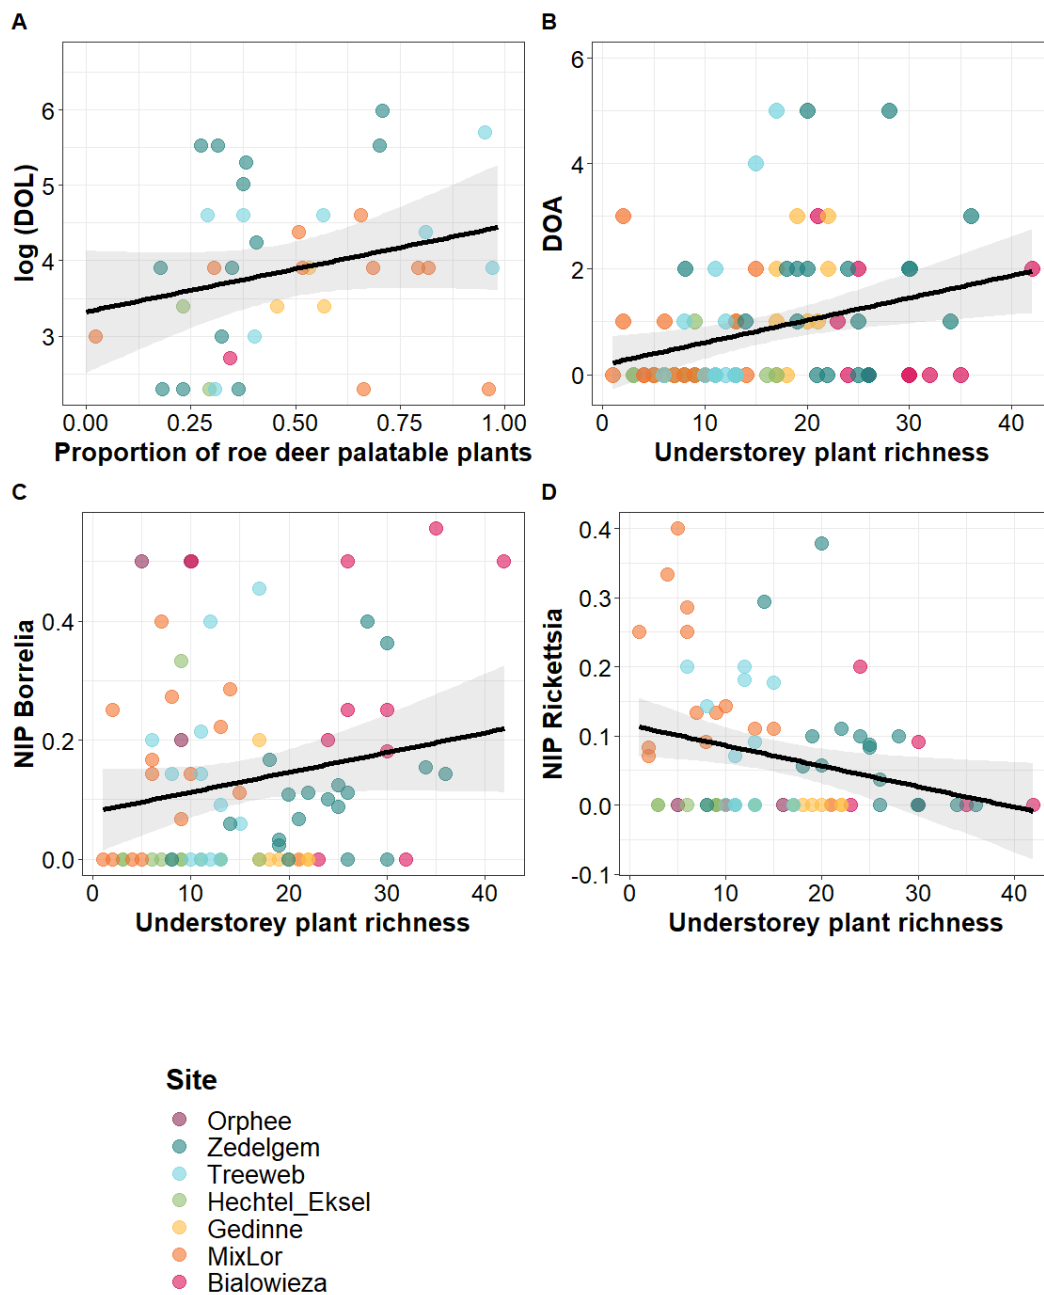 A
log (DOL)
6
5
4
3
0.00 0.25 0.50 0.75 1.00
Proportion of roe deer palatable plants
B
DOA
6
4
2
0
0 10 20 30 40
Understorey plant richness
C
NIP Borrelia
0.4
0.2
0.0
0 10 20 30 40
Understorey plant richness
D
NIP Rickettsia
0.4
0.3
0.2
0.1
0.0
-0.1
0 10 20 30 40
Understorey plant richness
Site
Orphee
Zedelgem
Treeweb
Hechtel_Eksel
Gedinne
MixLor
Bialowieza